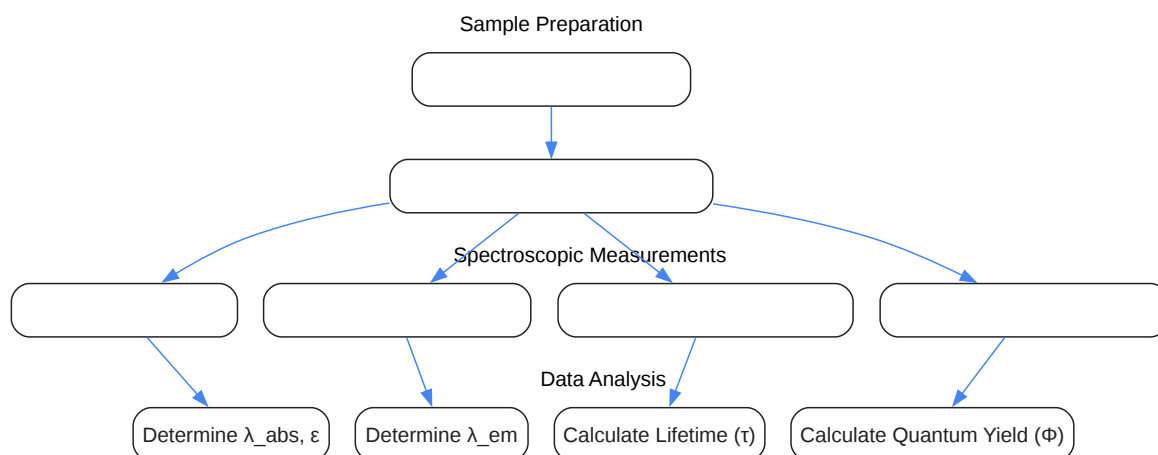 Sample Preparation
Spectroscopic Measurements
Data Analysis
Determine λ_abs, ε
Determine λ_em
Calculate Lifetime (τ)
Calculate Quantum Yield (Φ)